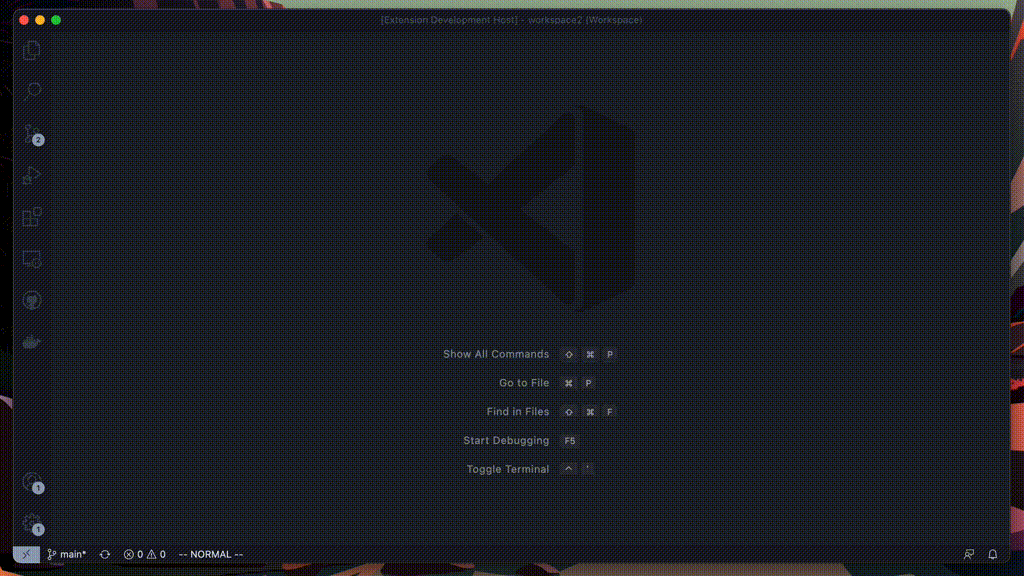 [Extension Development Host] - workspace2 (Workspace)
2
Show All Commands ⇧ ⌘ P
Go to File ⌘ P
Find in Files ⇧ ⌘ F
Start Debugging F5
Toggle Terminal ^ `
1
1
main* 0 0 -- NORMAL --